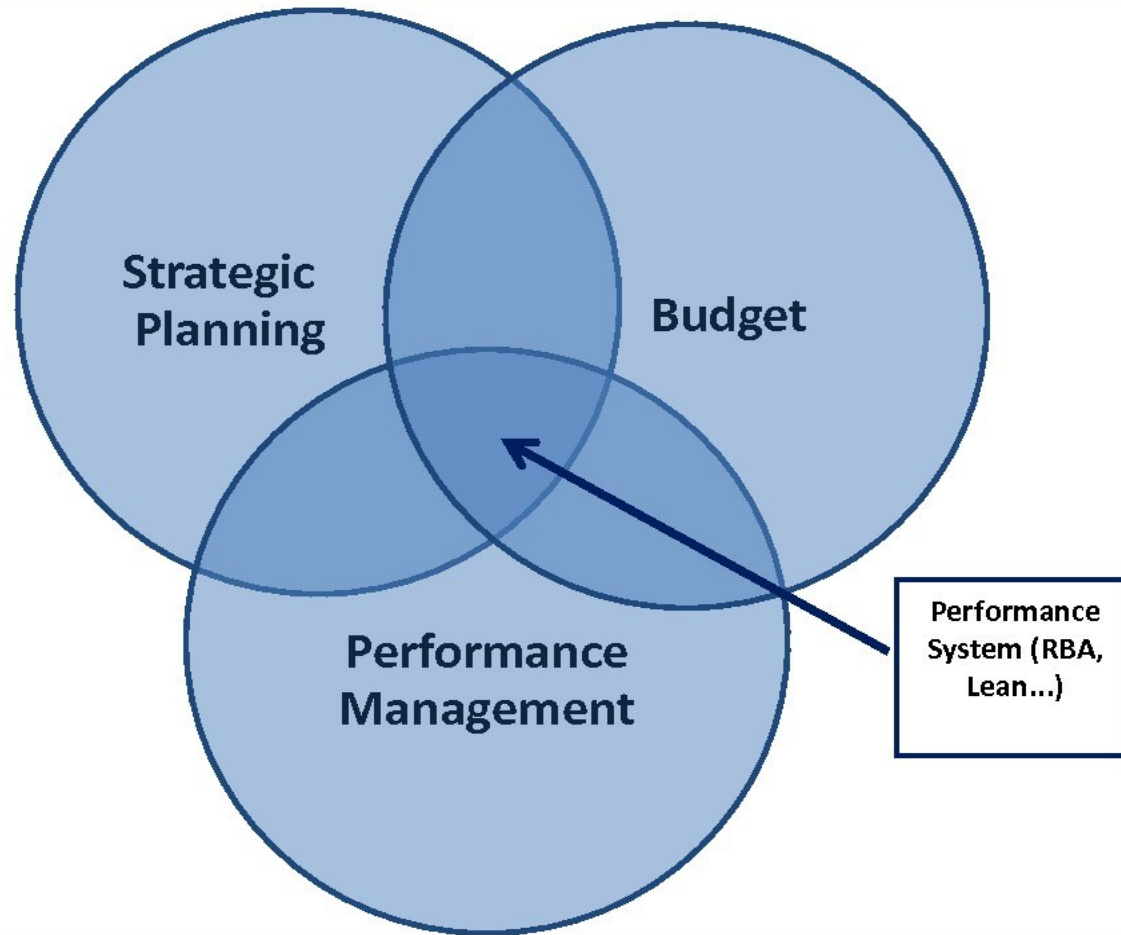 Strategic
Planning
Budget
Performance
Management
Performance
System (RBA,
Lean...)